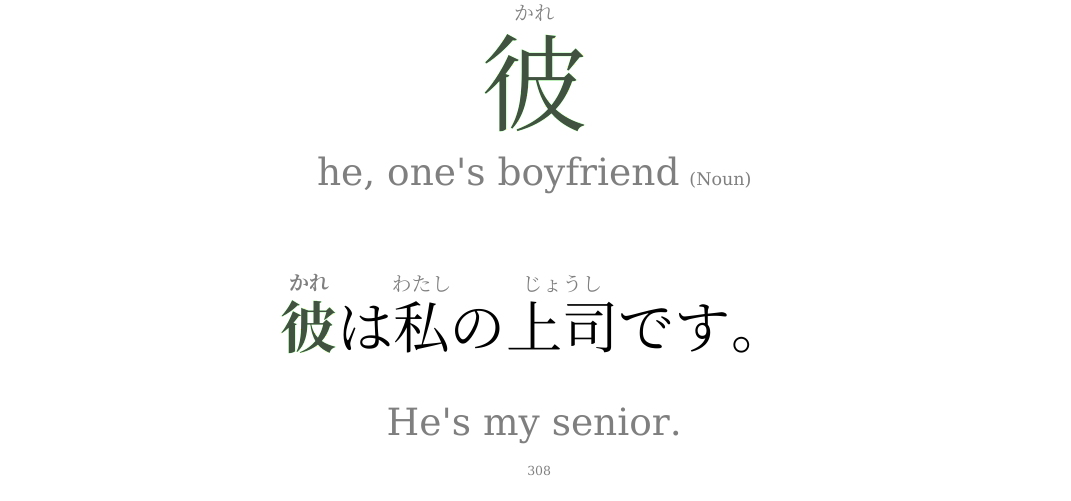 かれ
彼
he, one's boyfriend (Noun)
かれ わたし じょうし
彼は私の上司です。
He's my senior.
308